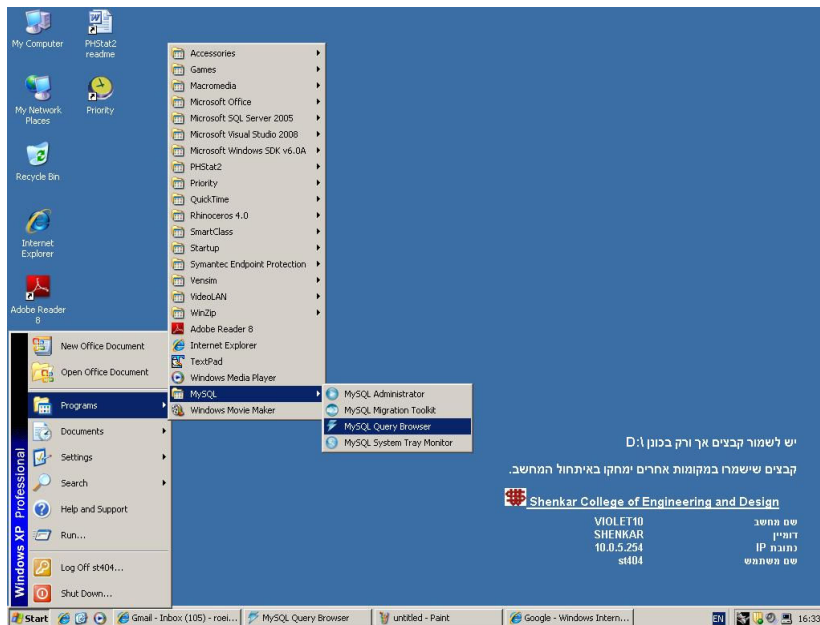 My Computer
PHStat2
readme
My Network
Places
Priority
Recycle Bin
Internet
Explorer
Adobe Reader
8
Accessories
Games
Macromedia
Microsoft Office
Microsoft SQL Server 2005
Microsoft Visual Studio 2008
Microsoft Windows SDK v6.0A
PHStat2
Priority
QuickTime
Rhinoceros 4.0
SmartClass
Startup
Symantec Endpoint Protection
Vensim
VideoLAN
WinZip
Adobe Reader 8
Internet Explorer
TextPad
Windows Media Player
MySQL
Windows Movie Maker
MySQL Administrator
MySQL Migration Toolkit
MySQL Query Browser
MySQL System Tray Monitor
New Office Document
Open Office Document
Programs
Documents
Settings
Search
Help and Support
Run...
Log Off st404...
Shut Down...
Windows XP Professional
יש לשמור קבצים אך ורק בכונן D:\
קבצים שישמרו במקומות אחרים ימחקו באיתחול המחשב.
Shenkar College of Engineering and Design
שם מחשב VIOLET10
דומיין SHENKAR
כתובת IP 10.0.5.254
שם משתמש st404
Start
Gmail - Inbox (105) - roei...
MySQL Query Browser
untitled - Paint
Google - Windows Intern...
EN
16:33